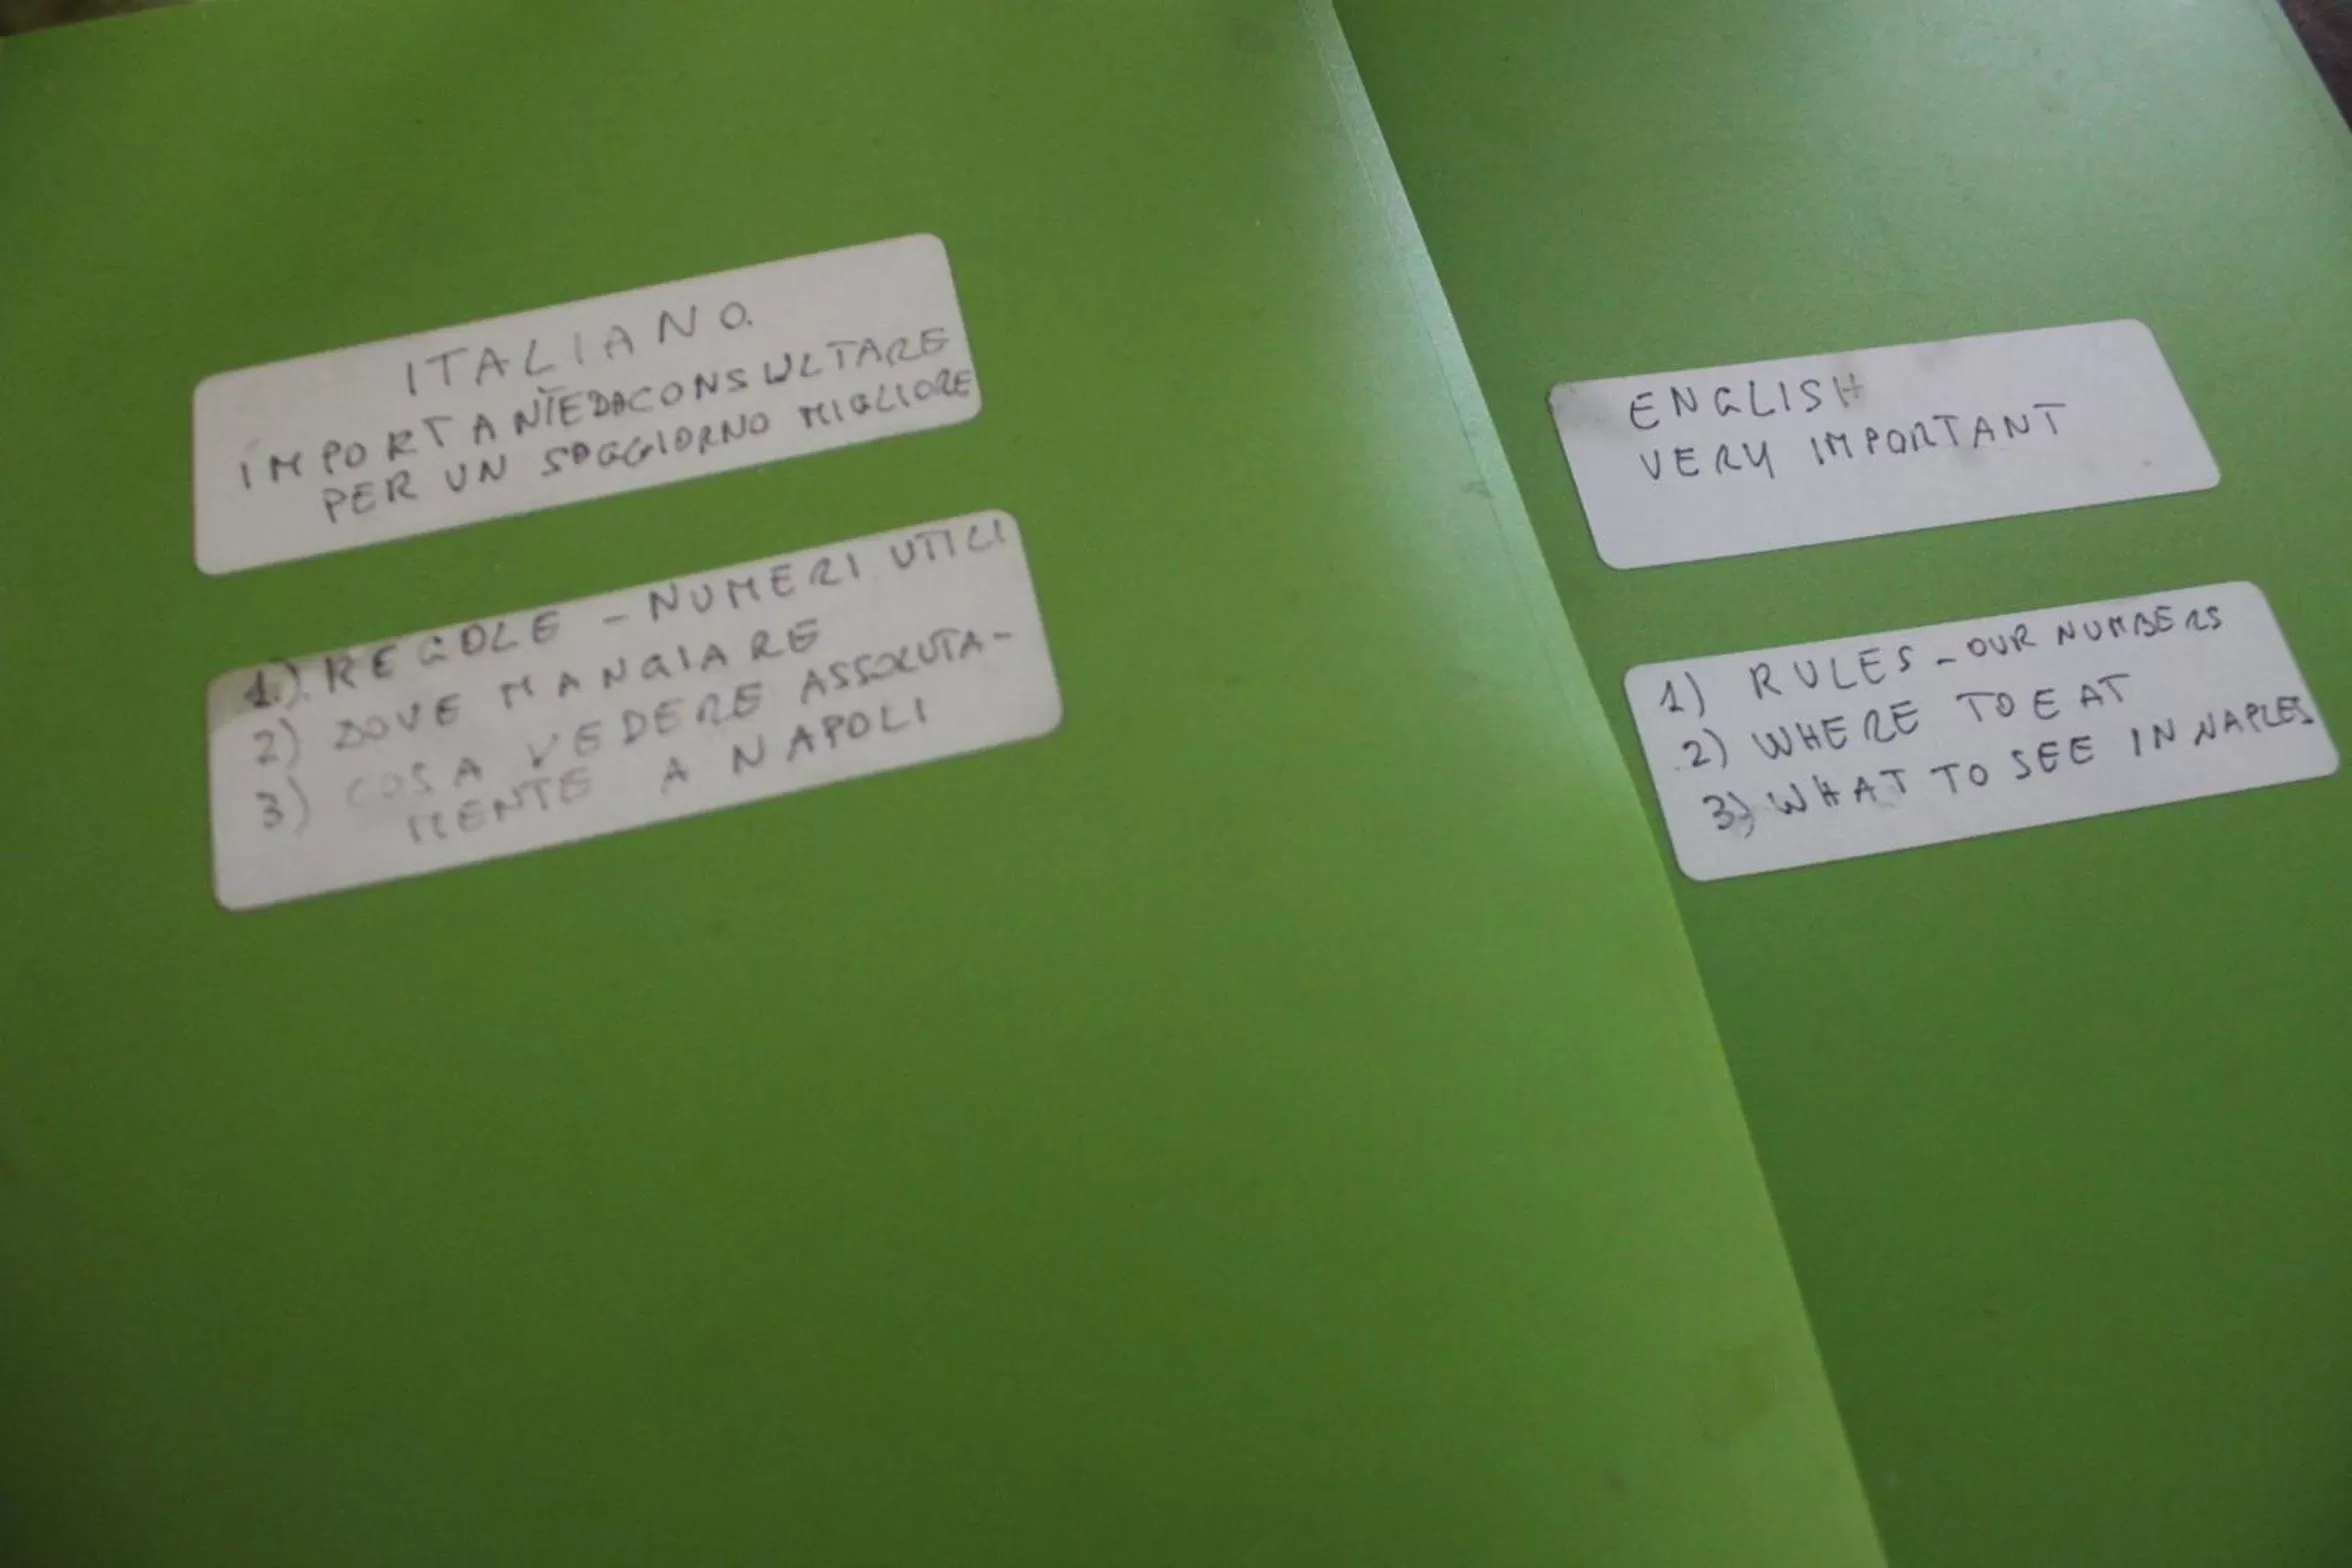 ITALIANO.
IMPORTANTE DA CONSULTARE
PER UN SOGGIORNO MIGLIORE
1.) REGOLE - NUMERI UTILI
2) DOVE MANGIARE
3) COSA VEDERE ASSOLUTA-
MENTE A NAPOLI
ENGLISH
VERY IMPORTANT
1) RULES - OUR NUMBERS
2) WHERE TO EAT
3) WHAT TO SEE IN NAPLES